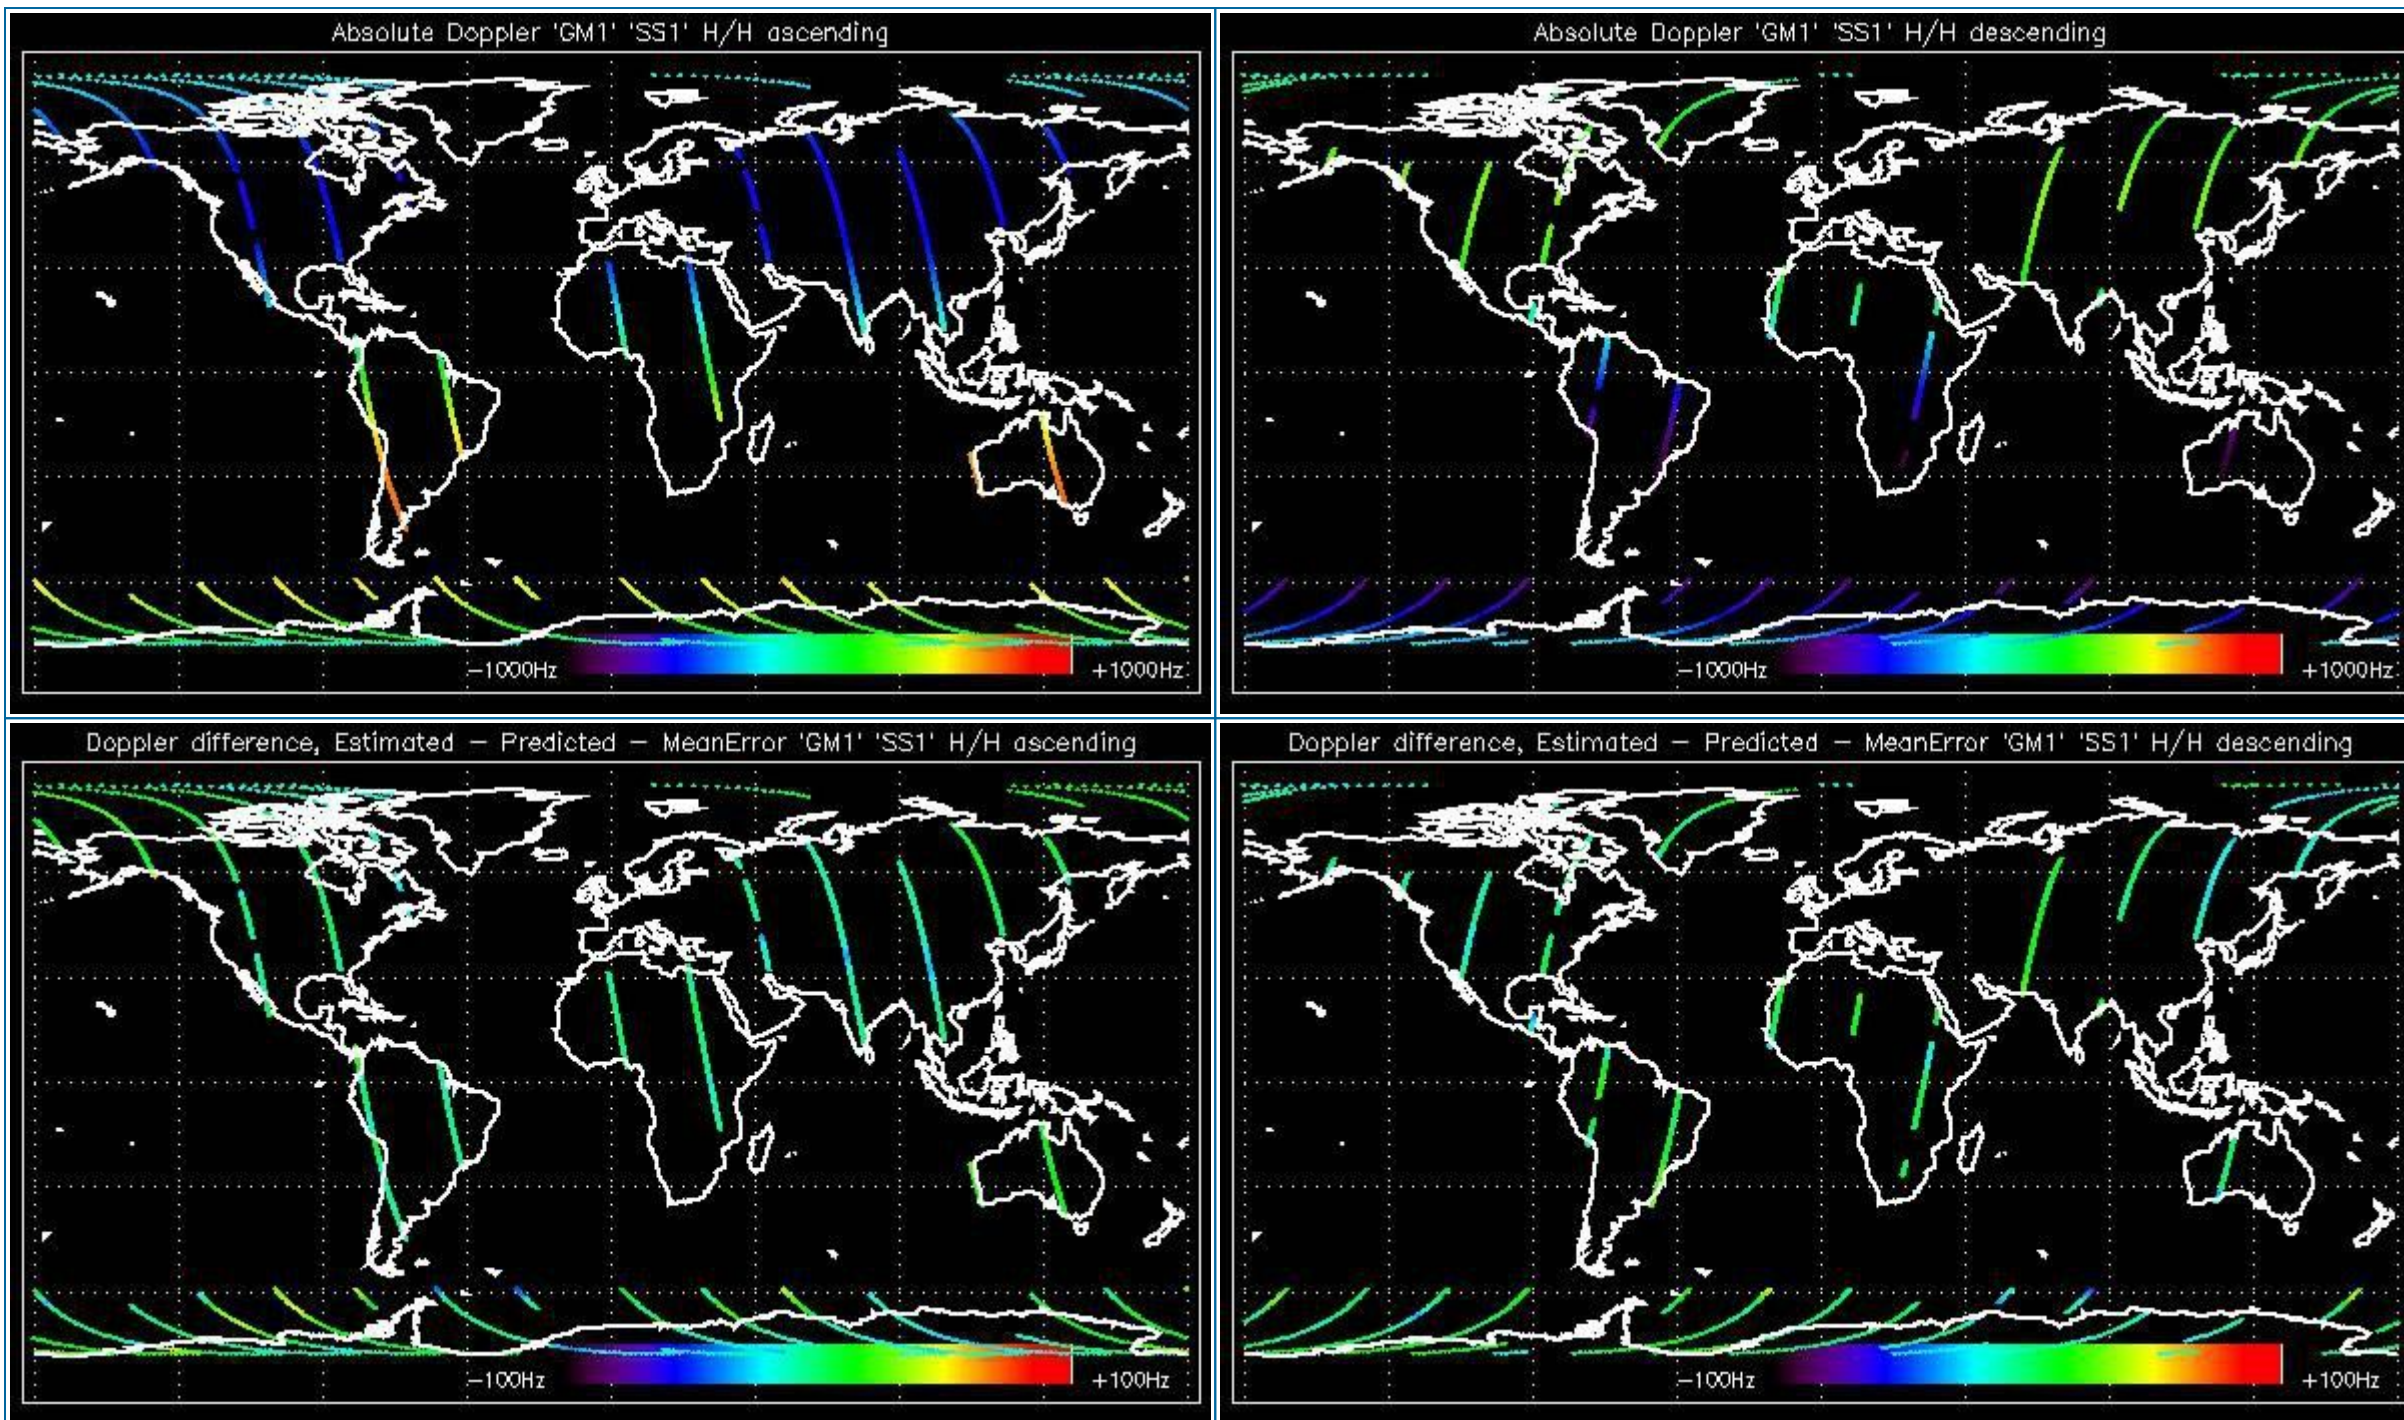 Absolute Doppler 'GM1' 'SS1' H/H ascending
−1000Hz
+1000Hz
Absolute Doppler 'GM1' 'SS1' H/H descending
−1000Hz
+1000Hz
Doppler difference, Estimated − Predicted − MeanError 'GM1' 'SS1' H/H ascending
−100Hz
+100Hz
Doppler difference, Estimated − Predicted − MeanError 'GM1' 'SS1' H/H descending
−100Hz
+100Hz